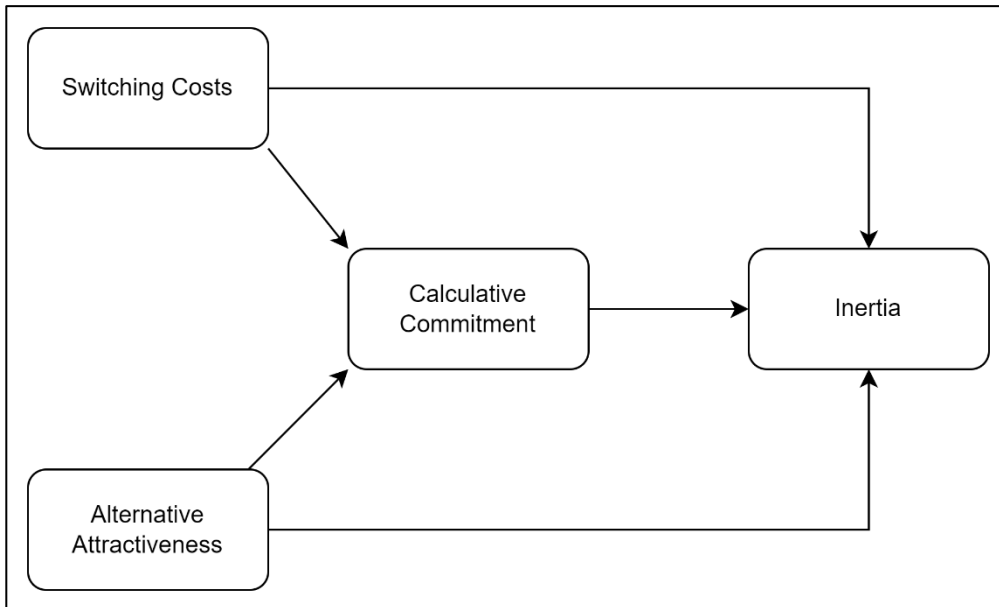 Switching Costs
Calculative
Commitment
Inertia
Alternative
Attractiveness